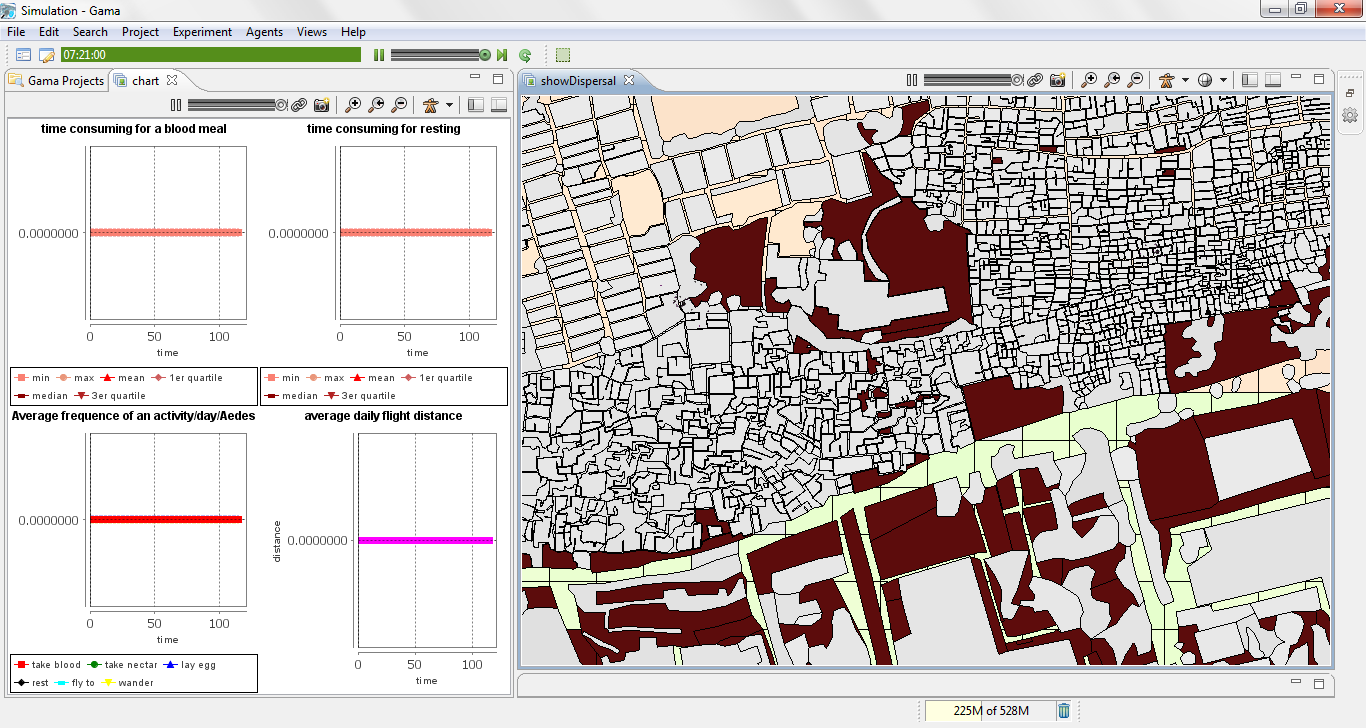 Simulation - Gama
File Edit Search Project Experiment Agents Views Help
07:21:00
Gama Projects chart
time consuming for a blood meal
0.0000000
0 50 100
time
min max mean 1er quartile
median 3er quartile
time consuming for resting
0.0000000
0 50 100
time
min max mean 1er quartile
median 3er quartile
Average frequence of an activity/day/Aedes
0.0000000
0 50 100
time
take blood take nectar lay egg
rest fly to wander
average daily flight distance
distance
0.0000000
0 50 100
time
showDispersal
225M of 528M